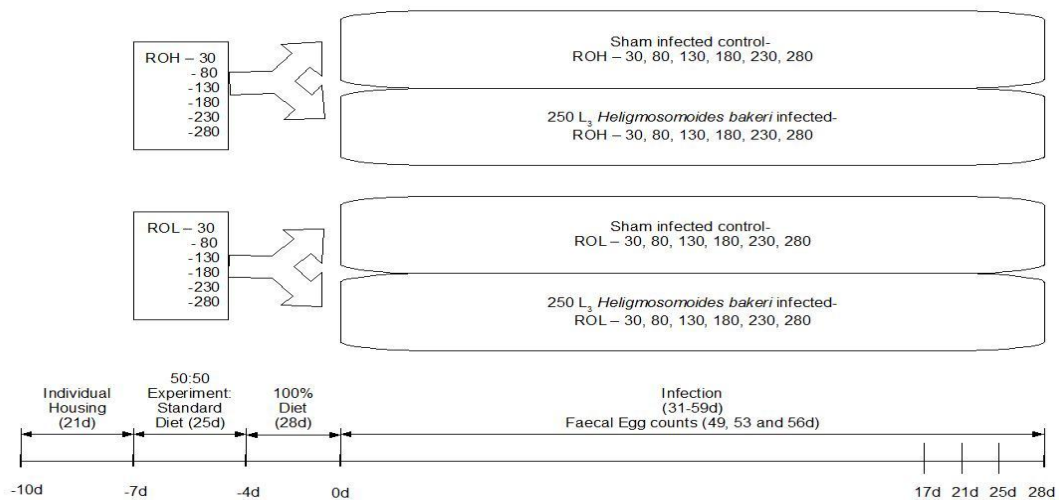 ROH – 30
- 80
-130
-180
-230
-280
Sham infected control-
ROH – 30, 80, 130, 180, 230, 280
250 L3 Heligmosomoides bakeri infected-
ROH – 30, 80, 130, 180, 230, 280
ROL – 30
- 80
-130
-180
-230
-280
Sham infected control-
ROL – 30, 80, 130, 180, 230, 280
250 L3 Heligmosomoides bakeri infected-
ROL – 30, 80, 130, 180, 230, 280
Individual
Housing
(21d)
50:50
Experiment:
Standard
Diet (25d)
100%
Diet
(28d)
Infection
(31-59d)
Faecal Egg counts (49, 53 and 56d)
-10d
-7d
-4d
0d
17d
21d
25d
28d